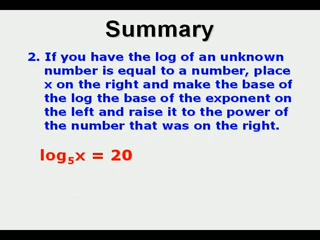 Summary
2. If you have the log of an unknown
number is equal to a number, place
x on the right and make the base of
the log the base of the exponent on
the left and raise it to the power of
the number that was on the right.
log₅x = 20